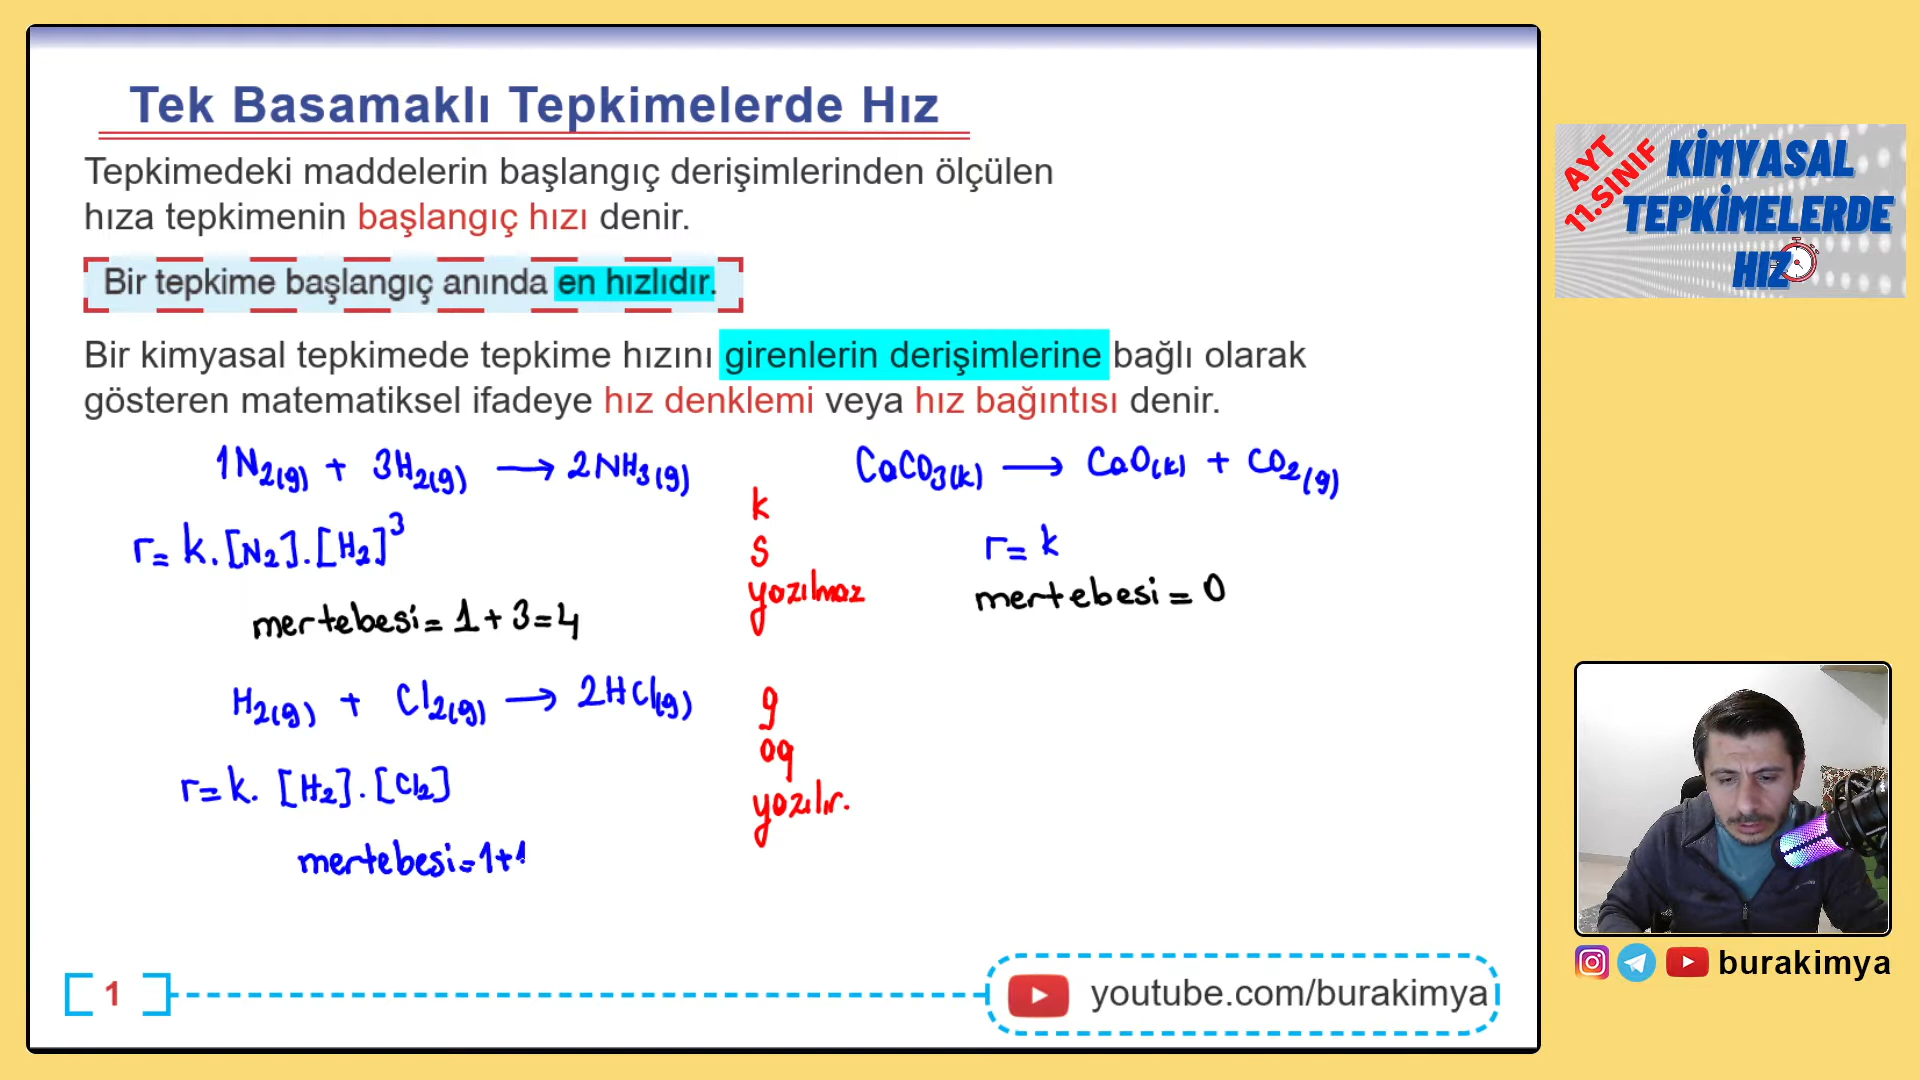 Tek Basamaklı Tepkimelerde Hız
Tepkimedeki maddelerin başlangıç derişimlerinden ölçülen
hıza tepkimenin başlangıç hızı denir.
Bir tepkime başlangıç anında en hızlıdır.
Bir kimyasal tepkimede tepkime hızını girenlerin derişimlerine bağlı olarak
gösteren matematiksel ifadeye hız denklemi veya hız bağıntısı denir.
1N₂(g) + 3H₂(g) → 2NH₃(g)
r = k.[N₂].[H₂]³
mertebesi = 1 + 3 = 4
H₂(g) + Cl₂(g) → 2HCl(g)
r = k. [H₂].[Cl₂]
mertebesi = 1+1
k
s
yazılmaz
g
oq
yazılır.
CaCO₃(k) → CaO(k) + CO₂(g)
r = k
mertebesi = 0
1
youtube.com/burakimya
AYT
11.SINIF
KİMYASAL
TEPKİMELERDE
HIZ
burakimya